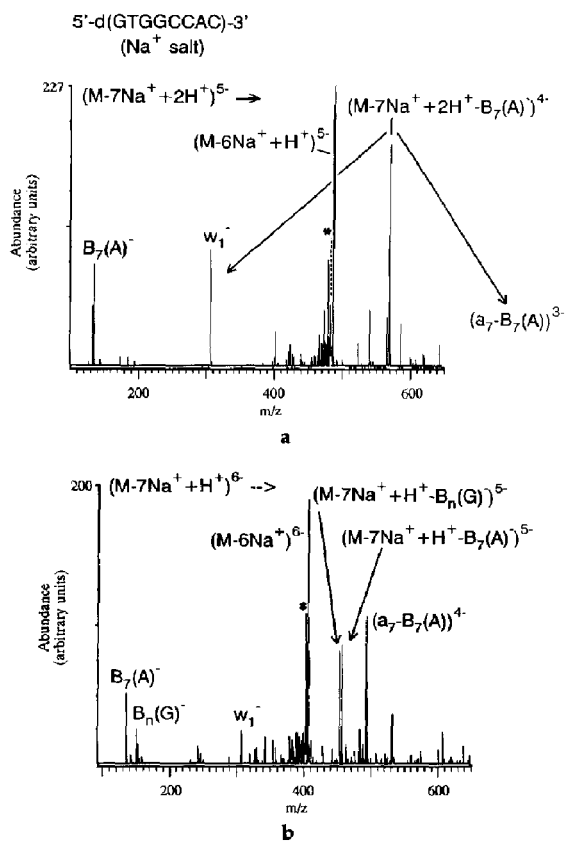 5'-d(GTGGCCAC)-3'
(Na⁺ salt)
227
(M-7Na⁺+2H⁺)⁵⁻
(M-7Na⁺+2H⁺-B₇(A)⁻)⁴⁻
(M-6Na⁺+H⁺)⁵⁻
*
B₇(A)⁻
w₁⁻
(a₇-B₇(A))³⁻
Abundance
(arbitrary units)
200
400
600
m/z
a
200
(M-7Na⁺+H⁺)⁶⁻ -->
(M-7Na⁺+H⁺-Bₙ(G)⁻)⁵⁻
(M-6Na⁺)⁶⁻
(M-7Na⁺+H⁺-B₇(A)⁻)⁵⁻
*
(a₇-B₇(A))⁴⁻
B₇(A)⁻
Bₙ(G)⁻
w₁⁻
Abundance
(arbitrary units)
200
400
600
m/z
b